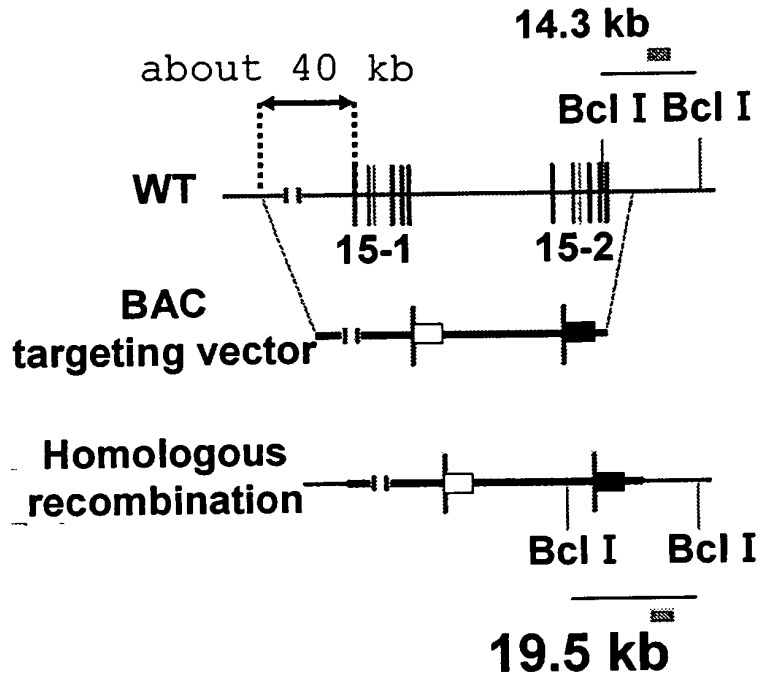 14.3 kb
about 40 kb
Bcl I Bcl I
WT
15-1 15-2
BAC
targeting vector
Homologous
recombination
Bcl I Bcl I
19.5 kb